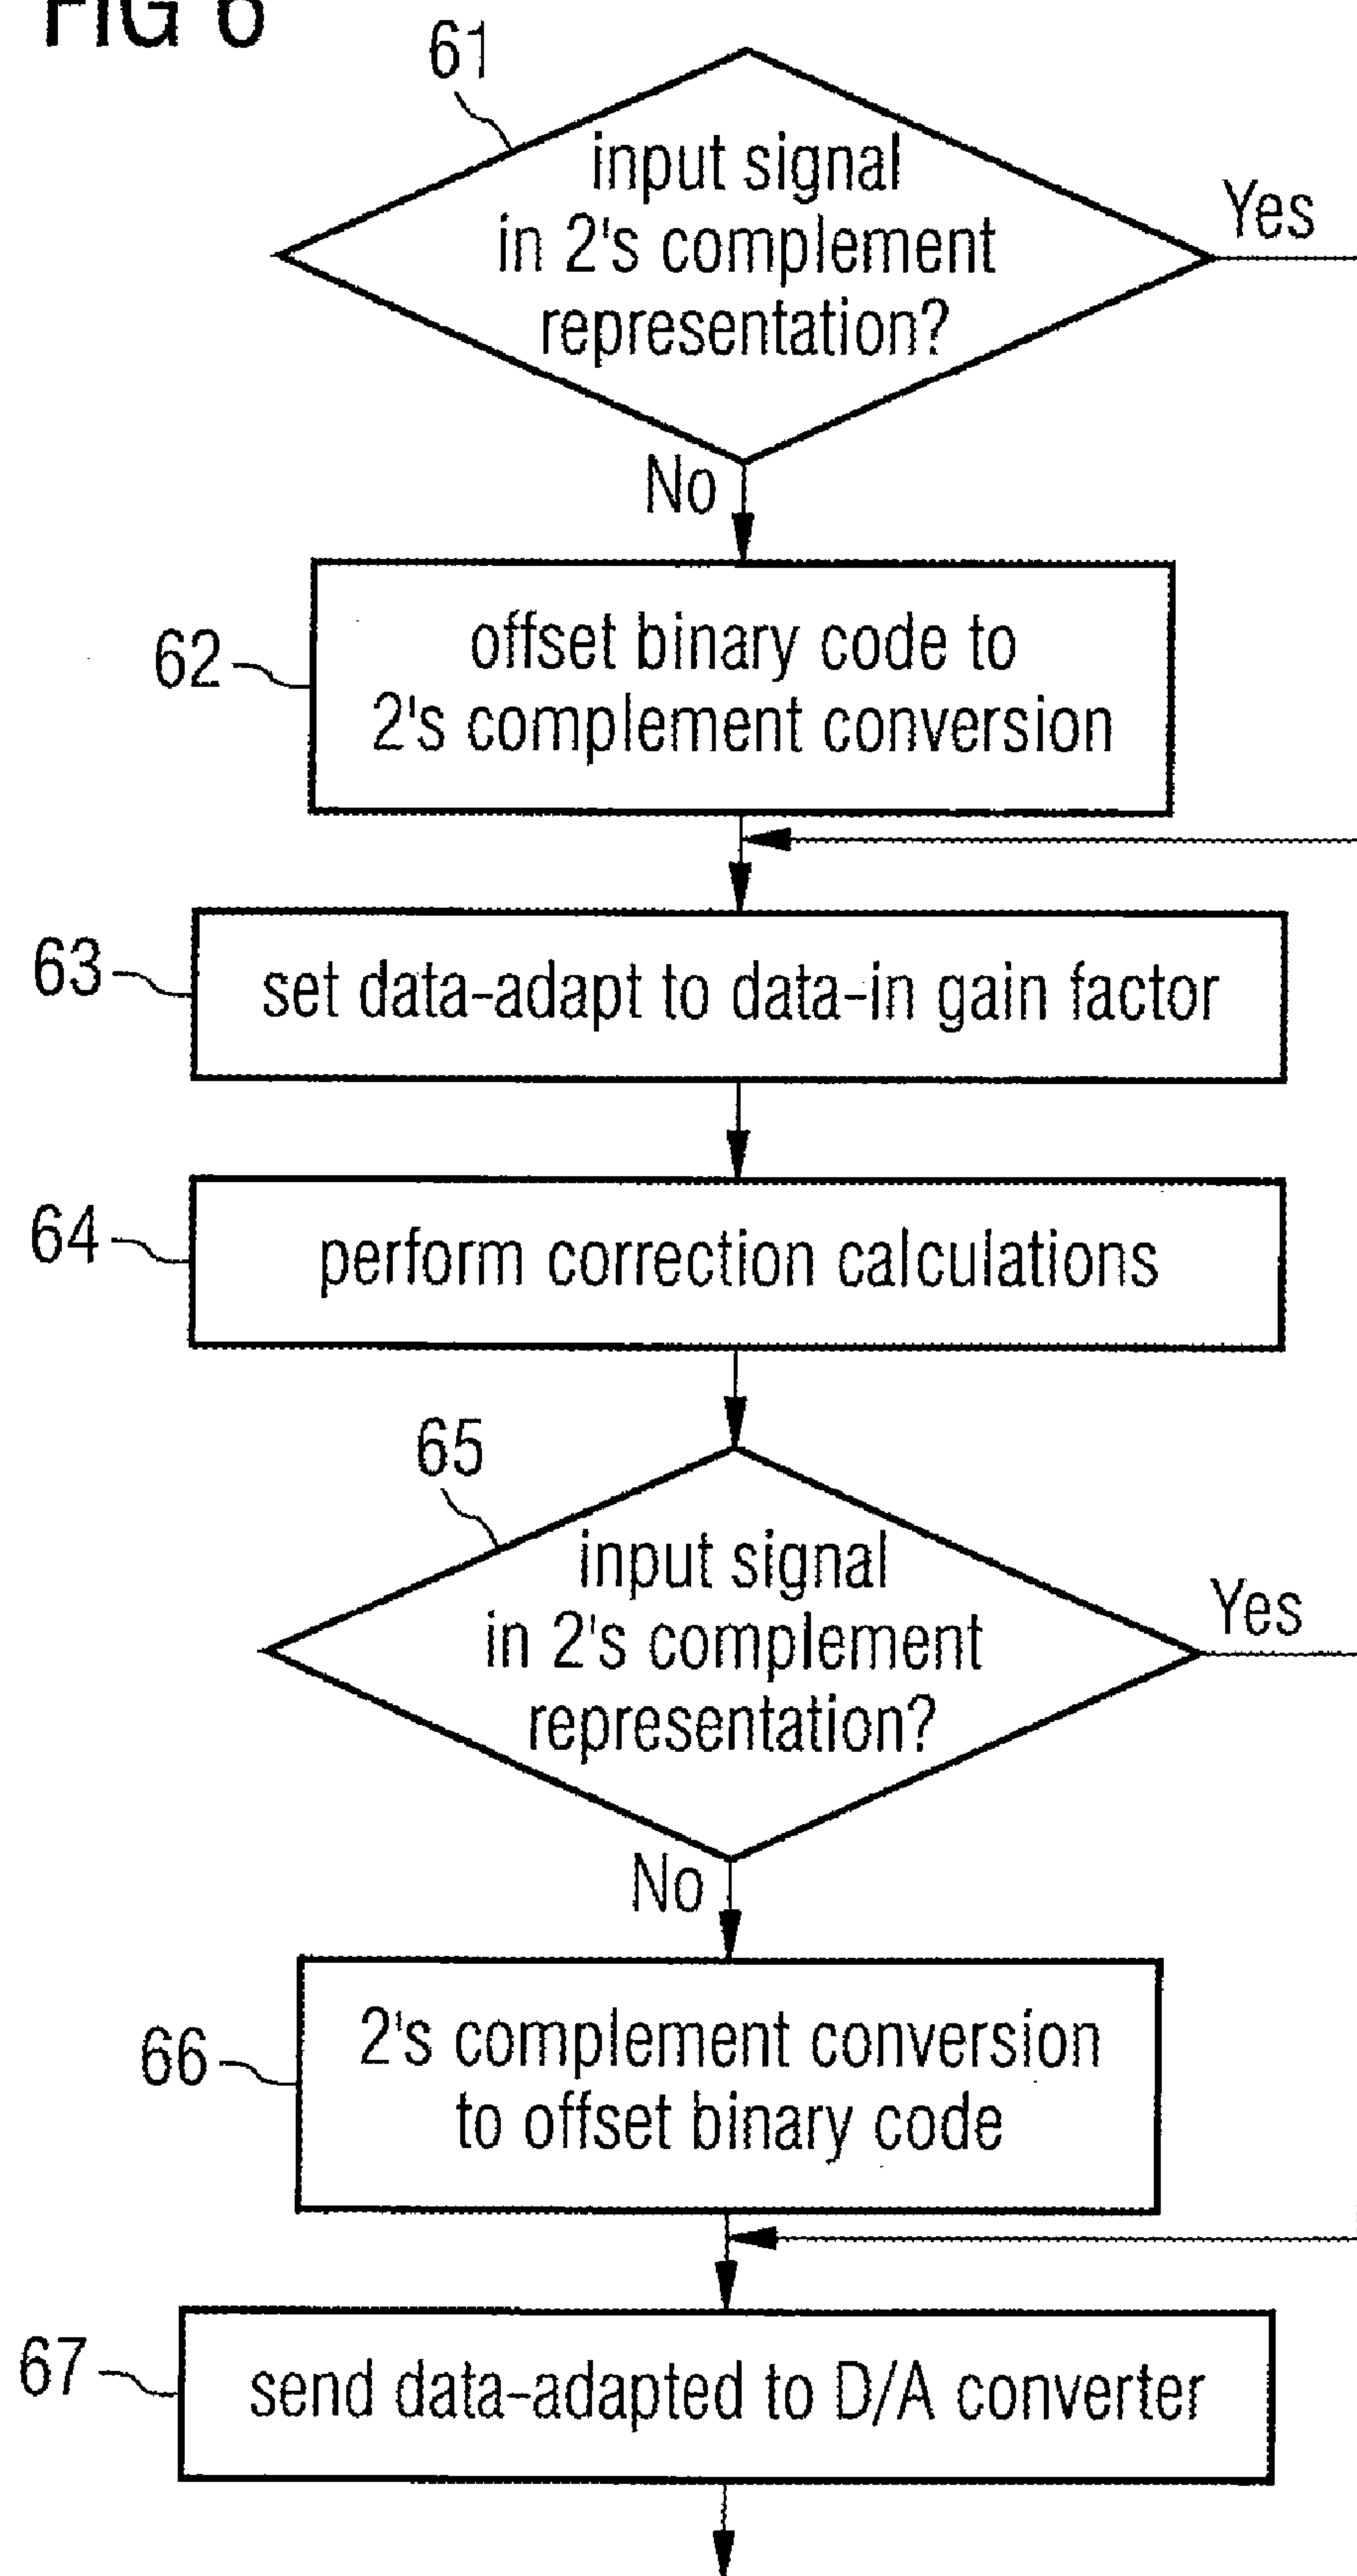 FIG 6
61
input signal
in 2's complement
representation?
Yes
No
62
offset binary code to
2's complement conversion
63
set data-adapt to data-in gain factor
64
perform correction calculations
65
input signal
in 2's complement
representation?
Yes
No
66
2's complement conversion
to offset binary code
67
send data-adapted to D/A converter